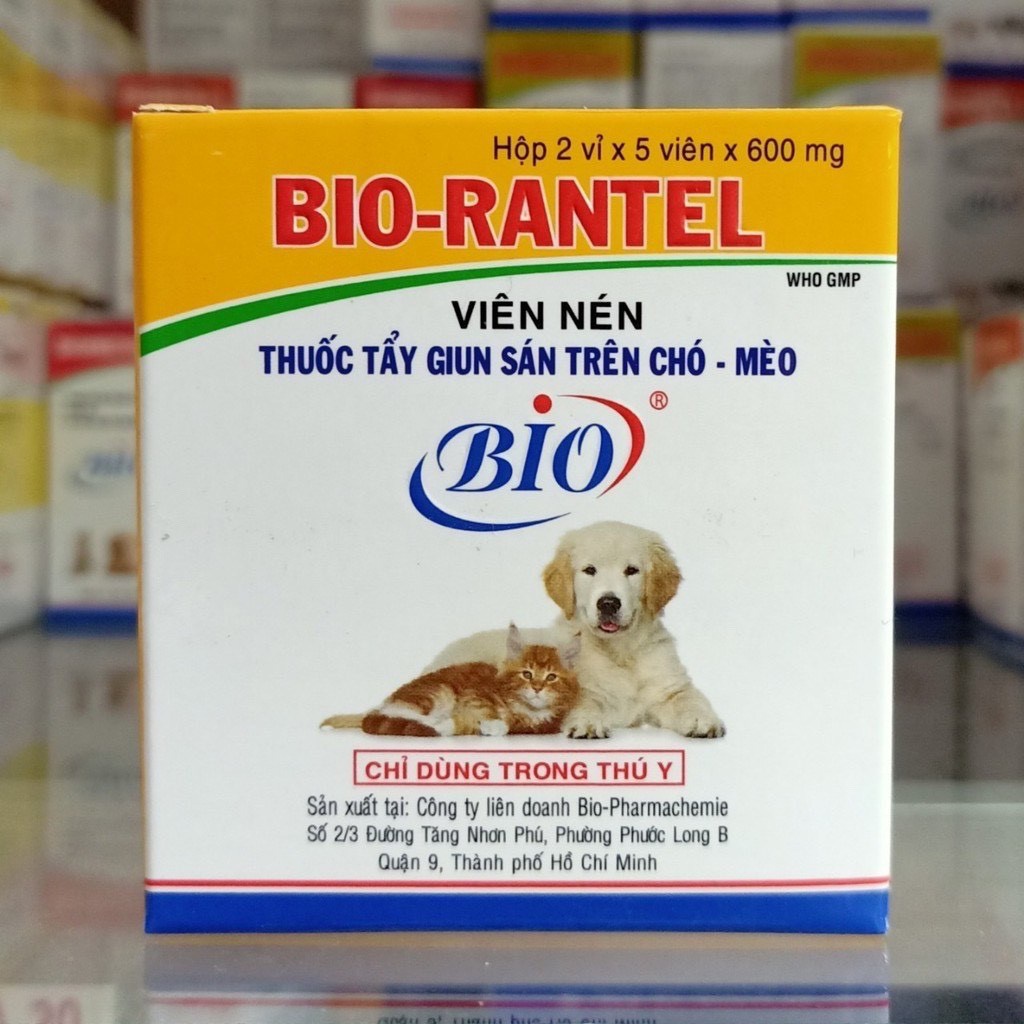 Hộp 2 vỉ x 5 viên x 600 mg
BIO-RANTEL
WHO GMP
VIÊN NÉN
THUỐC TẨY GIUN SÁN TRÊN CHÓ - MÈO
BIO®
CHỈ DÙNG TRONG THÚ Y
Sản xuất tại: Công ty liên doanh Bio-Pharmachemie
Số 2/3 Đường Tăng Nhơn Phú, Phường Phước Long B
Quận 9, Thành phố Hồ Chí Minh